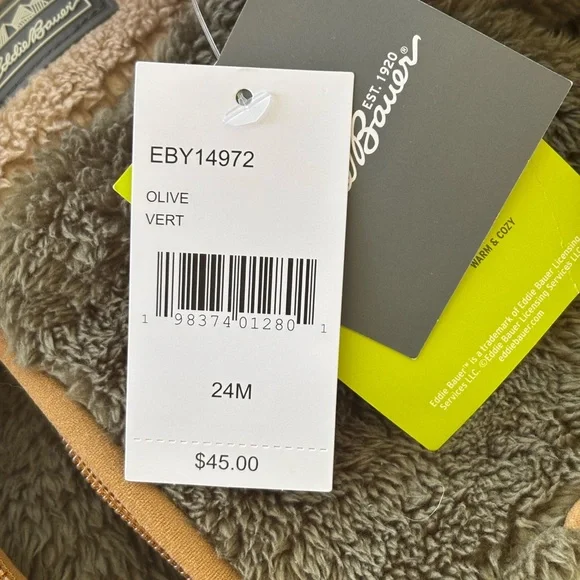 Eddie Bauer
EST. 1920
Bauer®
EBY14972
OLIVE
VERT
1 98374 01280 1
24M
$45.00
WARM & COZY
Eddie Bauer™ is a trademark of Eddie Bauer Licensing
Services LLC. ©Eddie Bauer Licensing Services LLC
eddiebauer.com